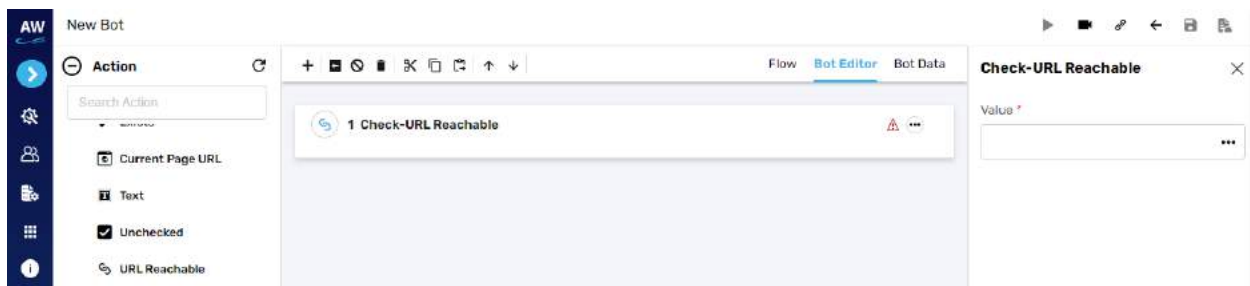 AW
New Bot
Action
Search Action
Current Page URL
Text
Unchecked
URL Reachable
Flow Bot Editor Bot Data
1 Check-URL Reachable
Check-URL Reachable
Value *